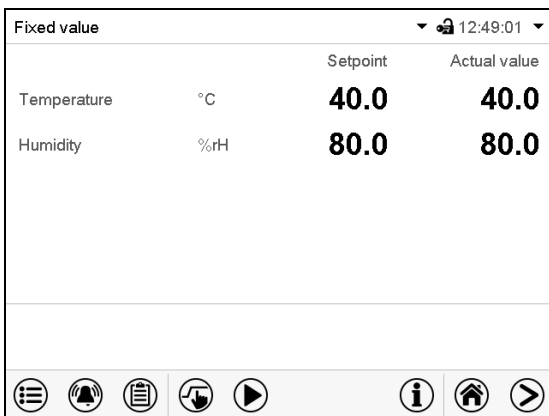 Fixed value 12:49:01
Setpoint Actual value
Temperature °C 40.0 40.0
Humidity %rH 80.0 80.0